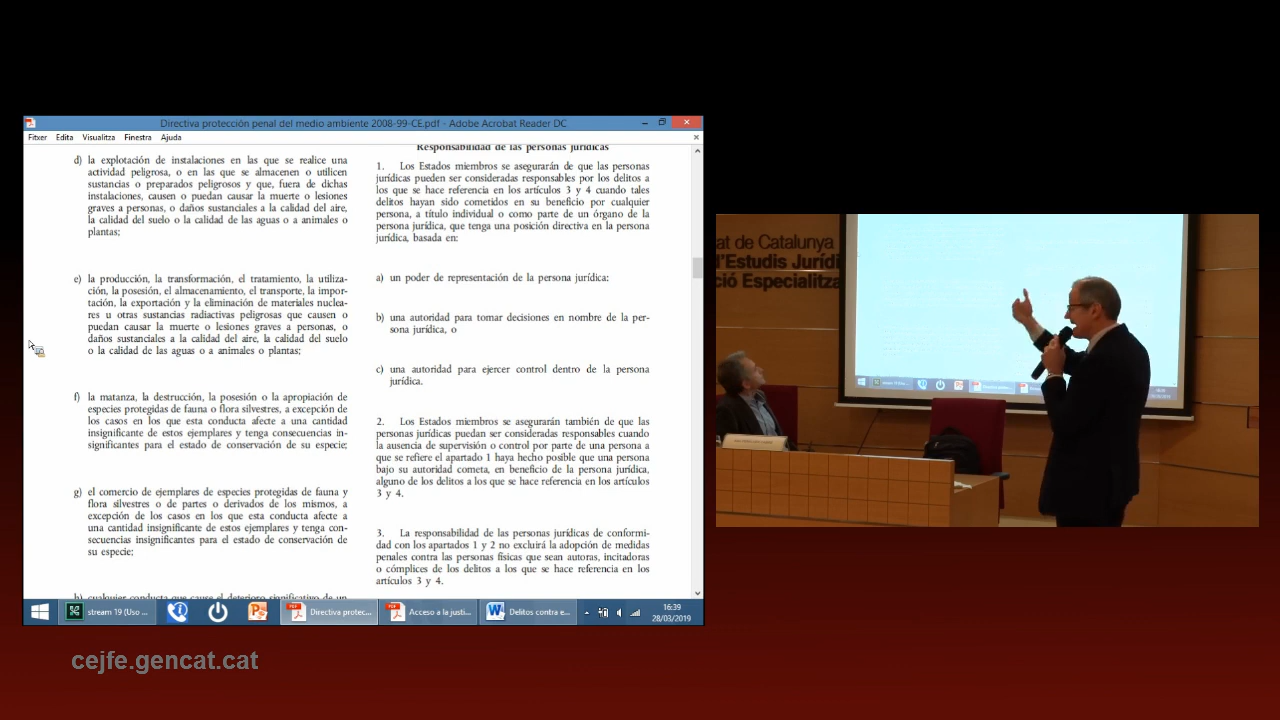 Directiva protección penal del medio ambiente 2008-99-CE.pdf - Adobe Acrobat Reader DC
Fitxer Edita Visualitza Finestra Ajuda
d) la explotación de instalaciones en las que se realice una
actividad peligrosa, o en las que se almacenen o utilicen
sustancias o preparados peligrosos y que, fuera de dichas
instalaciones, causen o puedan causar la muerte o lesiones
graves a personas, o daños sustanciales a la calidad del aire,
la calidad del suelo o la calidad de las aguas o a animales o
plantas;
e) la producción, la transformación, el tratamiento, la utiliza-
ción, la posesión, el almacenamiento, el transporte, la impor-
tación, la exportación y la eliminación de materiales nuclea-
res u otras sustancias radiactivas peligrosas que causen o
puedan causar la muerte o lesiones graves a personas, o
daños sustanciales a la calidad del aire, la calidad del suelo
o la calidad de las aguas o a animales o plantas;
f) la matanza, la destrucción, la posesión o la apropiación de
especies protegidas de fauna o flora silvestres, a excepción de
los casos en los que esta conducta afecte a una cantidad
insignificante de estos ejemplares y tenga consecuencias in-
significantes para el estado de conservación de su especie;
g) el comercio de ejemplares de especies protegidas de fauna y
flora silvestres o de partes o derivados de los mismos, a
excepción de los casos en los que esta conducta afecte a
una cantidad insignificante de estos ejemplares y tenga con-
secuencias insignificantes para el estado de conservación de
su especie;
h) cualquier conducta que cause el deterioro significativo de un
Responsabilidad de las personas jurídicas
1. Los Estados miembros se asegurarán de que las personas
jurídicas pueden ser consideradas responsables por los delitos a
los que se hace referencia en los artículos 3 y 4 cuando tales
delitos hayan sido cometidos en su beneficio por cualquier
persona, a título individual o como parte de un órgano de la
persona jurídica, que tenga una posición directiva en la persona
jurídica, basada en:
a) un poder de representación de la persona jurídica:
b) una autoridad para tomar decisiones en nombre de la per-
sona jurídica, o
c) una autoridad para ejercer control dentro de la persona
jurídica.
2. Los Estados miembros se asegurarán también de que las
personas jurídicas puedan ser consideradas responsables cuando
la ausencia de supervisión o control por parte de una persona a
que se refiere el apartado 1 haya hecho posible que una persona
bajo su autoridad cometa, en beneficio de la persona jurídica,
alguno de los delitos a los que se hace referencia en los artículos
3 y 4.
3. La responsabilidad de las personas jurídicas de conformi-
dad con los apartados 1 y 2 no excluirá la adopción de medidas
penales contra las personas físicas que sean autoras, incitadoras
o cómplices de los delitos a los que se hace referencia en los
artículos 3 y 4.
stream 19 (Uso ... Directiva protec... Acceso a la justi... Delitos contra e... 16:39
28/03/2019
at de Catalunya
d'Estudis Jurídi
ció Especialitza
cejfe.gencat.cat